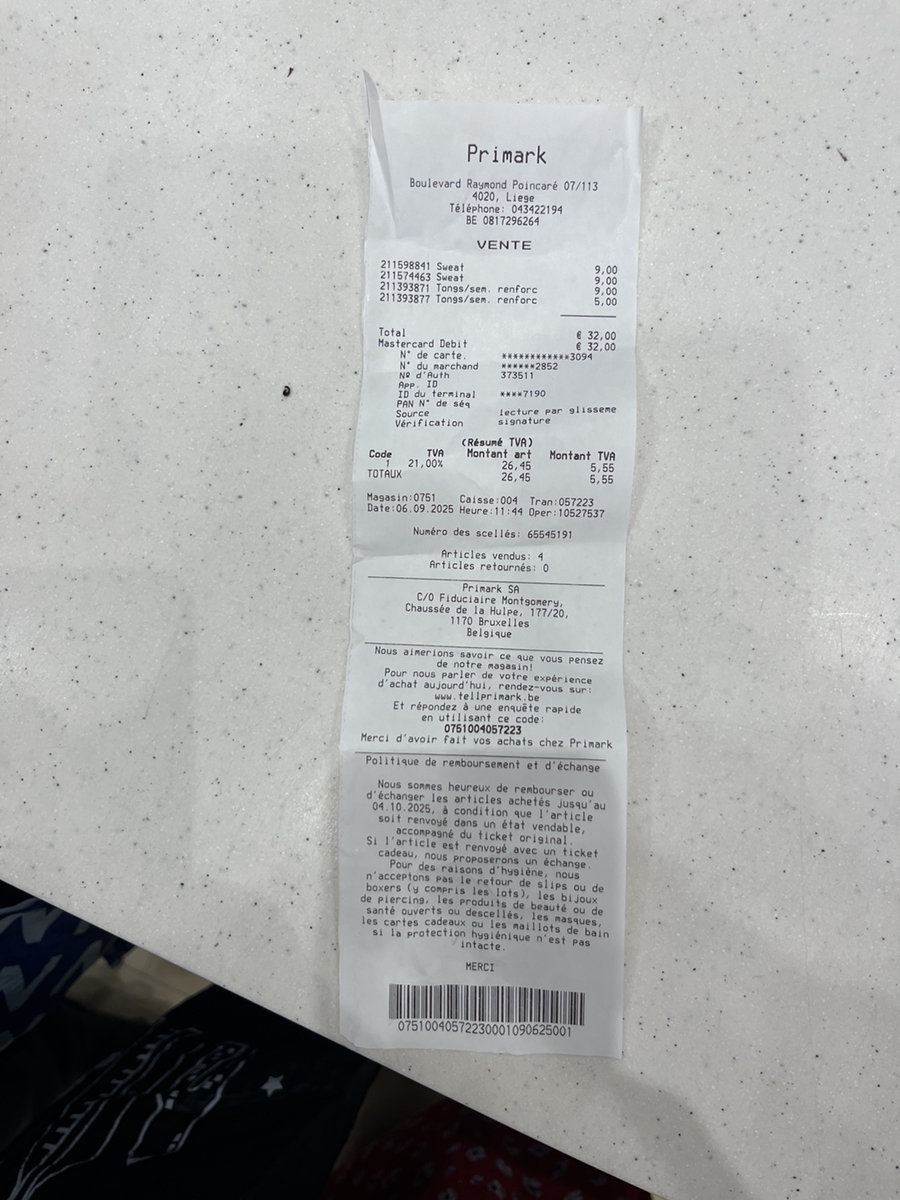 Primark
Boulevard Raymond Poincaré 07/113
4020, Liege
Téléphone: 043422194
BE 0817296264
VENTE
211598841 Sweat 9,00
211574463 Sweat 9,00
211393871 Tongs/sem. renforc 9,00
211393877 Tongs/sem. renforc 5,00
Total € 32,00
Mastercard Debit € 32,00
N° de carte. ************3094
N° du marchand ******2852
Nº d'Auth 373511
App. ID
ID du terminal ****7190
PAN N° de séq
Source lecture par glisseme
Vérification signature
(Résumé TVA)
Code TVA Montant art Montant TVA
1 21,00% 26,45 5,55
TOTAUX 26,45 5,55
Magasin:0751 Caisse:004 Tran:057223
Date:06.09.2025 Heure:11:44 Oper:10527537
Numéro des scellés: 65545191
Articles vendus: 4
Articles retournés: 0
Primark SA
C/O Fiduciaire Montgomery,
Chaussée de la Hulpe, 177/20,
1170 Bruxelles
Belgique
Nous aimerions savoir ce que vous pensez
de notre magasin!
Pour nous parler de votre expérience
d'achat aujourd'hui, rendez-vous sur:
www.tellprimark.be
Et répondez à une enquête rapide
en utilisant ce code:
0751004057223
Merci d'avoir fait vos achats chez Primark
Politique de remboursement et d'échange
Nous sommes heureux de rembourser ou
d'échanger les articles achetés jusqu'au
04.10.2025, à condition que l'article
soit renvoyé dans un état vendable,
accompagné du ticket original.
Si l'article est renvoyé avec un ticket
cadeau, nous proposerons un échange.
Pour des raisons d'hygiène, nous
n'acceptons pas le retour de slips ou de
boxers (y compris les lots), les bijoux
de piercing, les produits de beauté ou de
santé ouverts ou descellés, les masques,
les cartes cadeaux ou les maillots de bain
si la protection hygiénique n'est pas
intacte.
MERCI
07510040572230001090625001